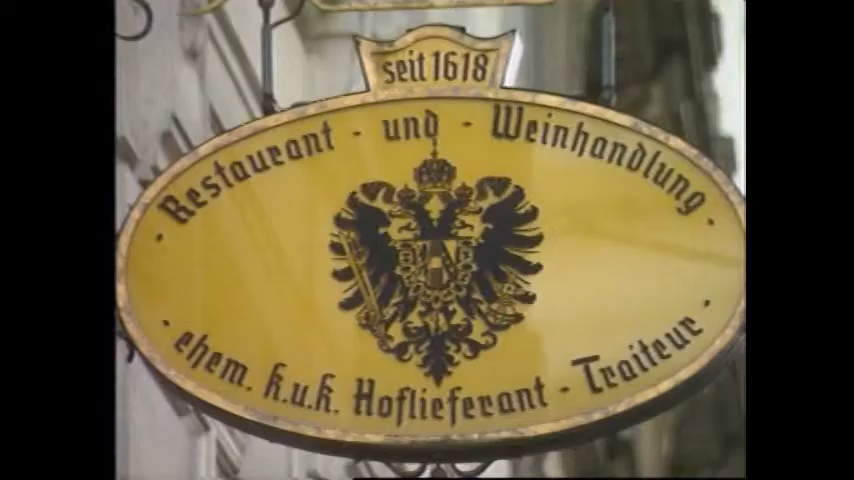 seit 1618
· Restaurant · und · Weinhandlung ·
· ehem. k.u.k. Hoflieferant · Traiteur ·